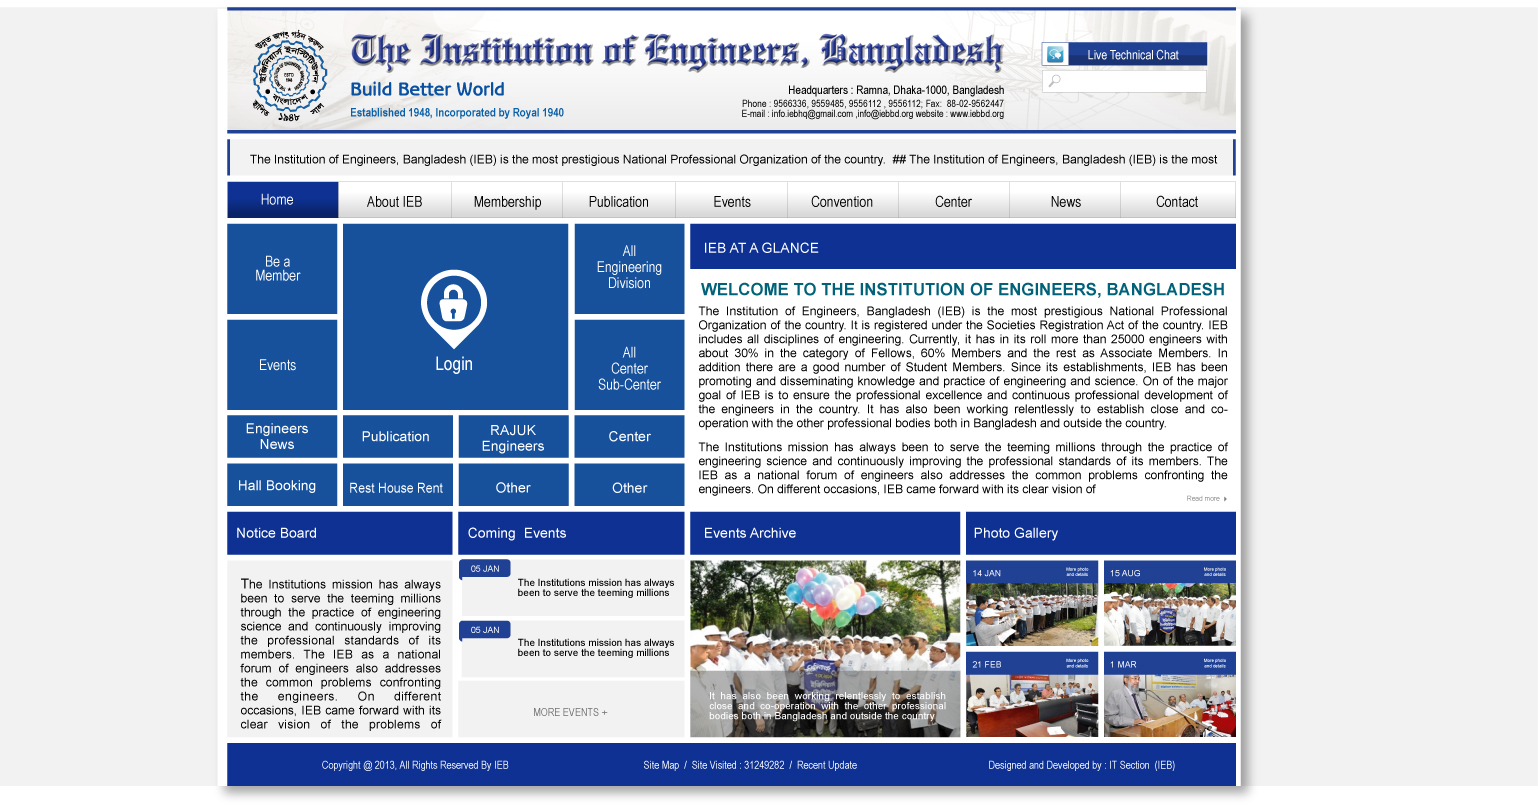 উন্নত জগৎ গঠন করুন
ইঞ্জিনিয়ার্স ইনস্টিটিউশন
বাংলাদেশ
স্থাপিত ১৯৪৮ সাল
The Institution of Engineers, Bangladesh
Build Better World
Established 1948, Incorporated by Royal 1940
Headquarters : Ramna, Dhaka-1000, Bangladesh
Phone : 9566336, 9559485, 9556112 , 9556112; Fax: 88-02-9562447
E-mail : info.iebhq@gmail.com ,info@iebbd.org website : www.iebbd.org
Live Technical Chat
The Institution of Engineers, Bangladesh (IEB) is the most prestigious National Professional Organization of the country. ## The Institution of Engineers, Bangladesh (IEB) is the most
Home
About IEB
Membership
Publication
Events
Convention
Center
News
Contact
Be a
Member
Login
All
Engineering
Division
Events
All
Center
Sub-Center
Engineers
News
Publication
RAJUK
Engineers
Center
Hall Booking
Rest House Rent
Other
Other
IEB AT A GLANCE
WELCOME TO THE INSTITUTION OF ENGINEERS, BANGLADESH
The Institution of Engineers, Bangladesh (IEB) is the most prestigious National Professional
Organization of the country. It is registered under the Societies Registration Act of the country. IEB
includes all disciplines of engineering. Currently, it has in its roll more than 25000 engineers with
about 30% in the category of Fellows, 60% Members and the rest as Associate Members. In
addition there are a good number of Student Members. Since its establishments, IEB has been
promoting and disseminating knowledge and practice of engineering and science. On of the major
goal of IEB is to ensure the professional excellence and continuous professional development of
the engineers in the country. It has also been working relentlessly to establish close and co-
operation with the other professional bodies both in Bangladesh and outside the country.
The Institutions mission has always been to serve the teeming millions through the practice of
engineering science and continuously improving the professional standards of its members. The
IEB as a national forum of engineers also addresses the common problems confronting the
engineers. On different occasions, IEB came forward with its clear vision of
Read more
Notice Board
The Institutions mission has always
been to serve the teeming millions
through the practice of engineering
science and continuously improving
the professional standards of its
members. The IEB as a national
forum of engineers also addresses
the common problems confronting
the engineers. On different
occasions, IEB came forward with its
clear vision of the problems of
Coming Events
05 JAN
The Institutions mission has always
been to serve the teeming millions
05 JAN
The Institutions mission has always
been to serve the teeming millions
MORE EVENTS +
Events Archive
It has also been working relentlessly to establish
close and co-operation with the other professional
bodies both in Bangladesh and outside the country
Photo Gallery
14 JAN
More photo
and details
15 AUG
More photo
and details
21 FEB
More photo
and details
1 MAR
More photo
and details
Copyright @ 2013, All Rights Reserved By IEB
Site Map / Site Visited : 31249282 / Recent Update
Designed and Developed by : IT Section (IEB)